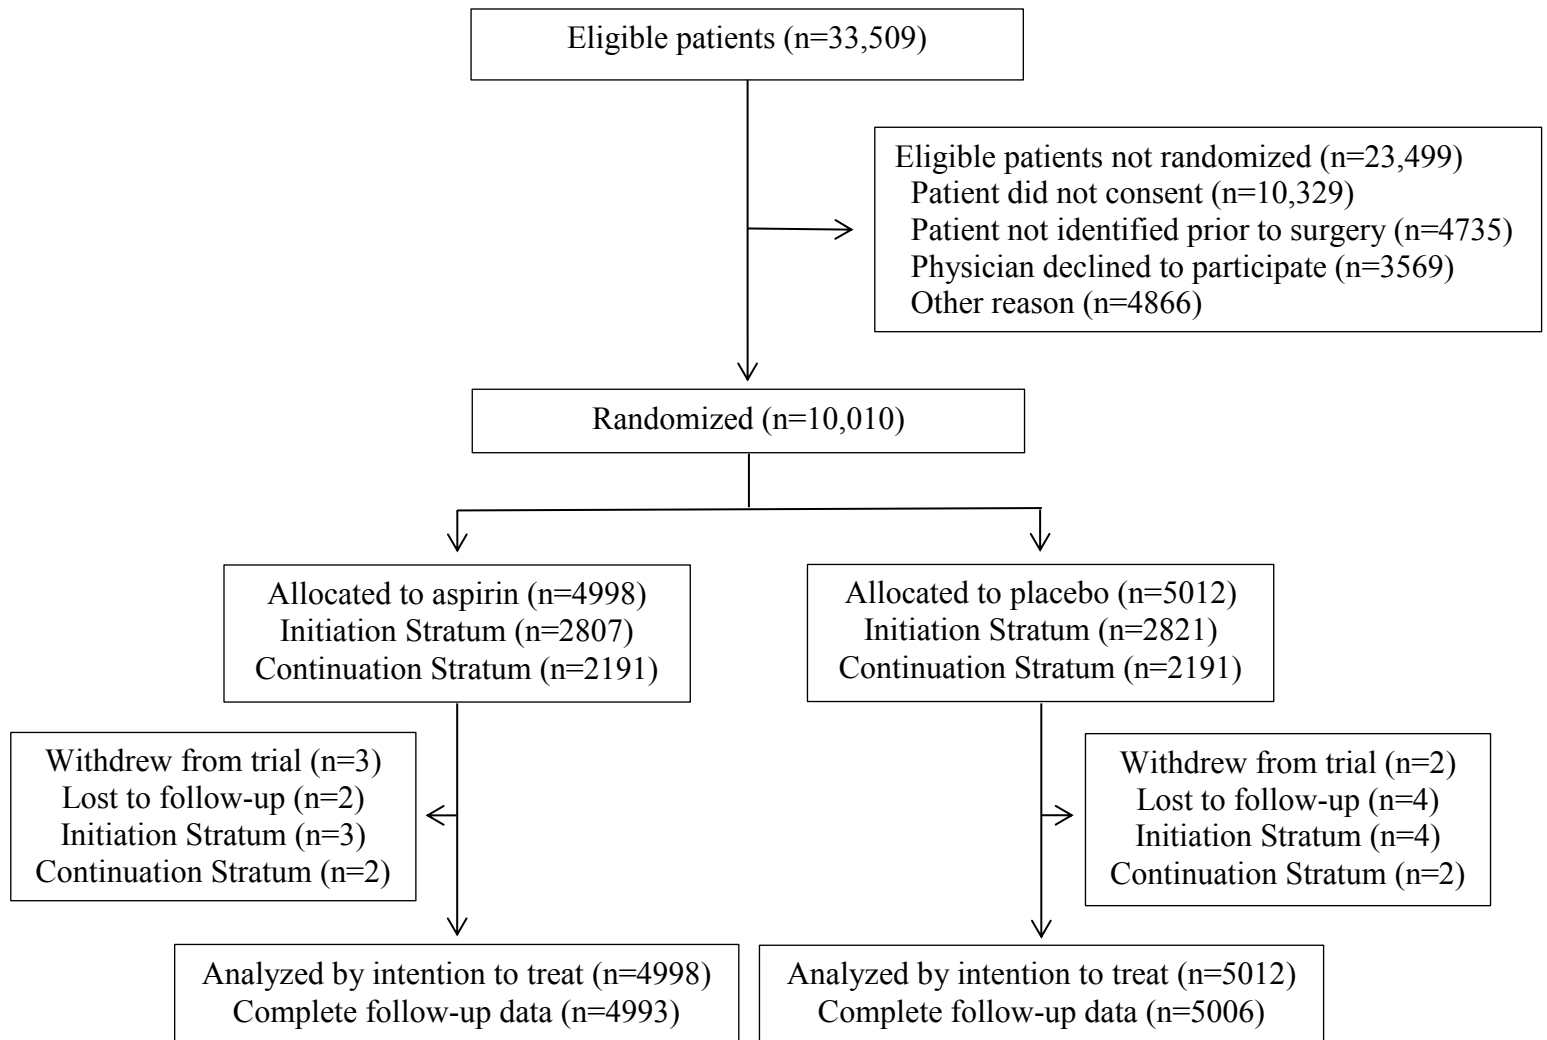 Eligible patients (n=33,509)
Eligible patients not randomized (n=23,499)
Patient did not consent (n=10,329)
Patient not identified prior to surgery (n=4735)
Physician declined to participate (n=3569)
Other reason (n=4866)
Randomized (n=10,010)
Allocated to aspirin (n=4998)
Initiation Stratum (n=2807)
Continuation Stratum (n=2191)
Allocated to placebo (n=5012)
Initiation Stratum (n=2821)
Continuation Stratum (n=2191)
Withdrew from trial (n=3)
Lost to follow-up (n=2)
Initiation Stratum (n=3)
Continuation Stratum (n=2)
Withdrew from trial (n=2)
Lost to follow-up (n=4)
Initiation Stratum (n=4)
Continuation Stratum (n=2)
Analyzed by intention to treat (n=4998)
Complete follow-up data (n=4993)
Analyzed by intention to treat (n=5012)
Complete follow-up data (n=5006)